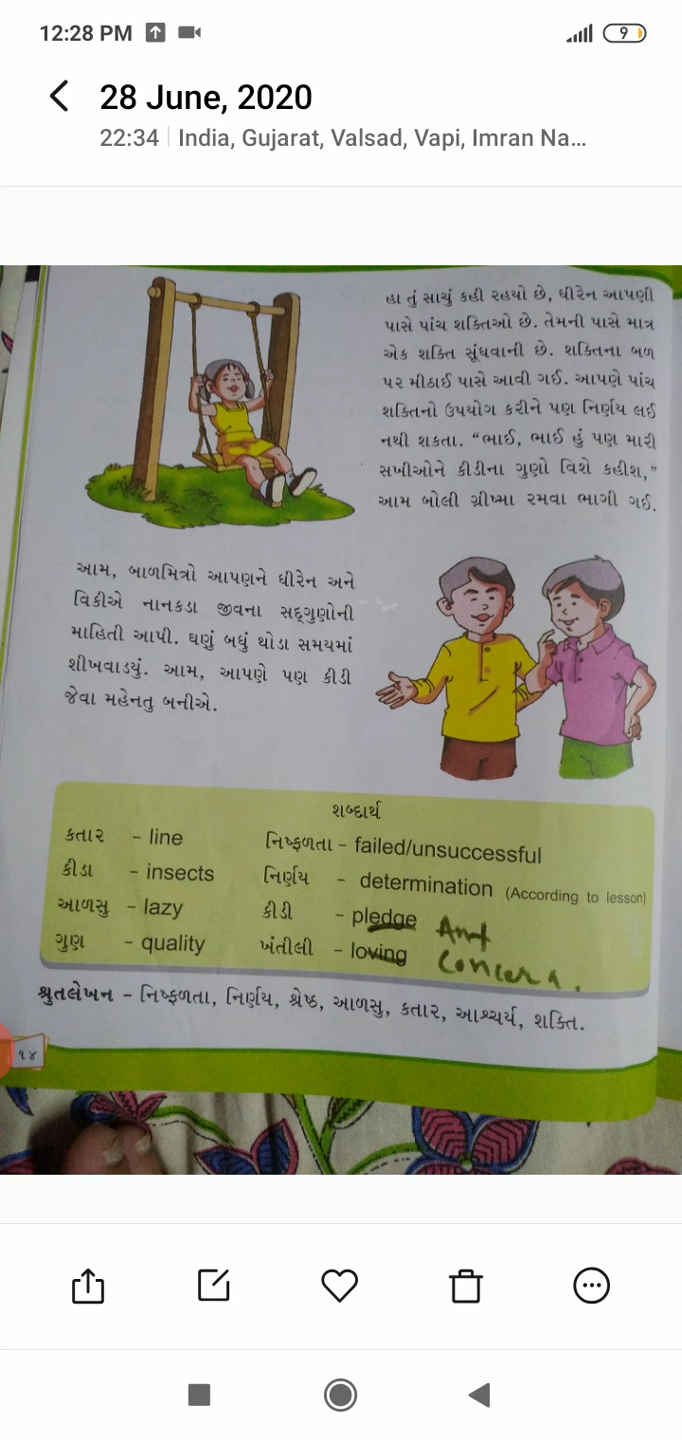 12:28 PM
9
28 June, 2020
22:34 | India, Gujarat, Valsad, Vapi, Imran Na...
હા તું સાચું કહી રહયો છે, ધીરેન આપણી
પાસે પાંચ શક્તિઓ છે. તેમની પાસે માત્ર
એક શક્તિ સૂંઘવાની છે. શક્તિના બળ
પર મીઠાઈ પાસે આવી ગઈ. આપણે પાંચ
શક્તિનો ઉપયોગ કરીને પણ નિર્ણય લઈ
નથી શકતા. “ભાઈ, ભાઈ હું પણ મારી
સખીઓને કીડીના ગુણો વિશે કહીશ,”
આમ બોલી ગ્રીષ્મા રમવા ભાગી ગઈ.
આમ, બાળમિત્રો આપણને ધીરેન અને
વિકીએ નાનકડા જીવના સદ્ગુણોની
માહિતી આપી. ઘણું બધું થોડા સમયમાં
શીખવાડયું. આમ, આપણે પણ કીડી
જેવા મહેનતુ બનીએ.
શબ્દાર્થ
કતાર - line નિષ્ફળતા - failed/unsuccessful
કીડા - insects નિર્ણય - determination (According to lesson)
આળસુ - lazy કીડી - pledge Ant
ગુણ - quality ખંતીલી - loving Concern.
શ્રુતલેખન - નિષ્ફળતા, નિર્ણય, શ્રેષ્ઠ, આળસુ, કતાર, આશ્ચર્ય, શક્તિ.
૧૪